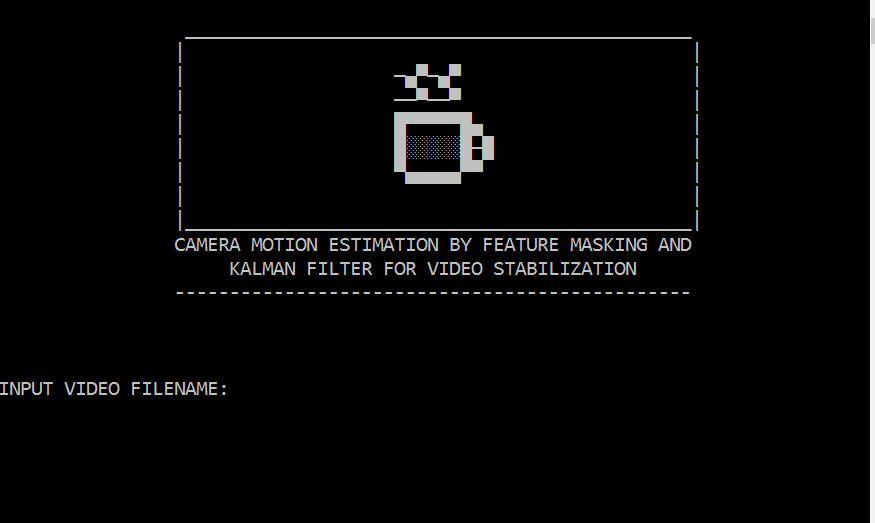 CAMERA MOTION ESTIMATION BY FEATURE MASKING AND
KALMAN FILTER FOR VIDEO STABILIZATION
-----------------------------------------------
INPUT VIDEO FILENAME: